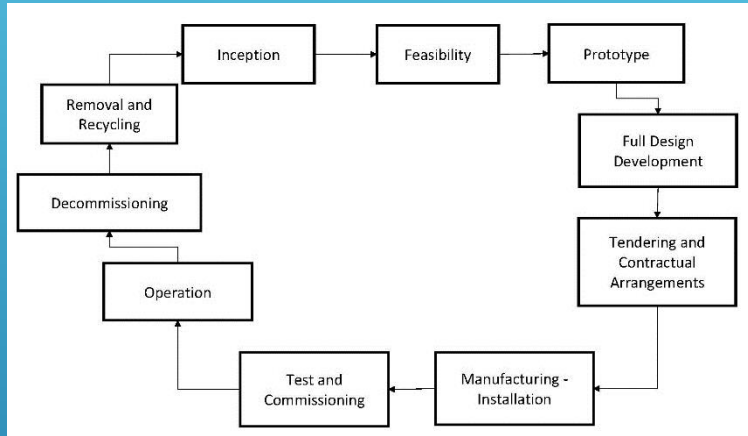 Inception
Feasibility
Prototype
Full Design
Development
Tendering and
Contractual
Arrangements
Manufacturing -
Installation
Test and
Commissioning
Operation
Decommissioning
Removal and
Recycling